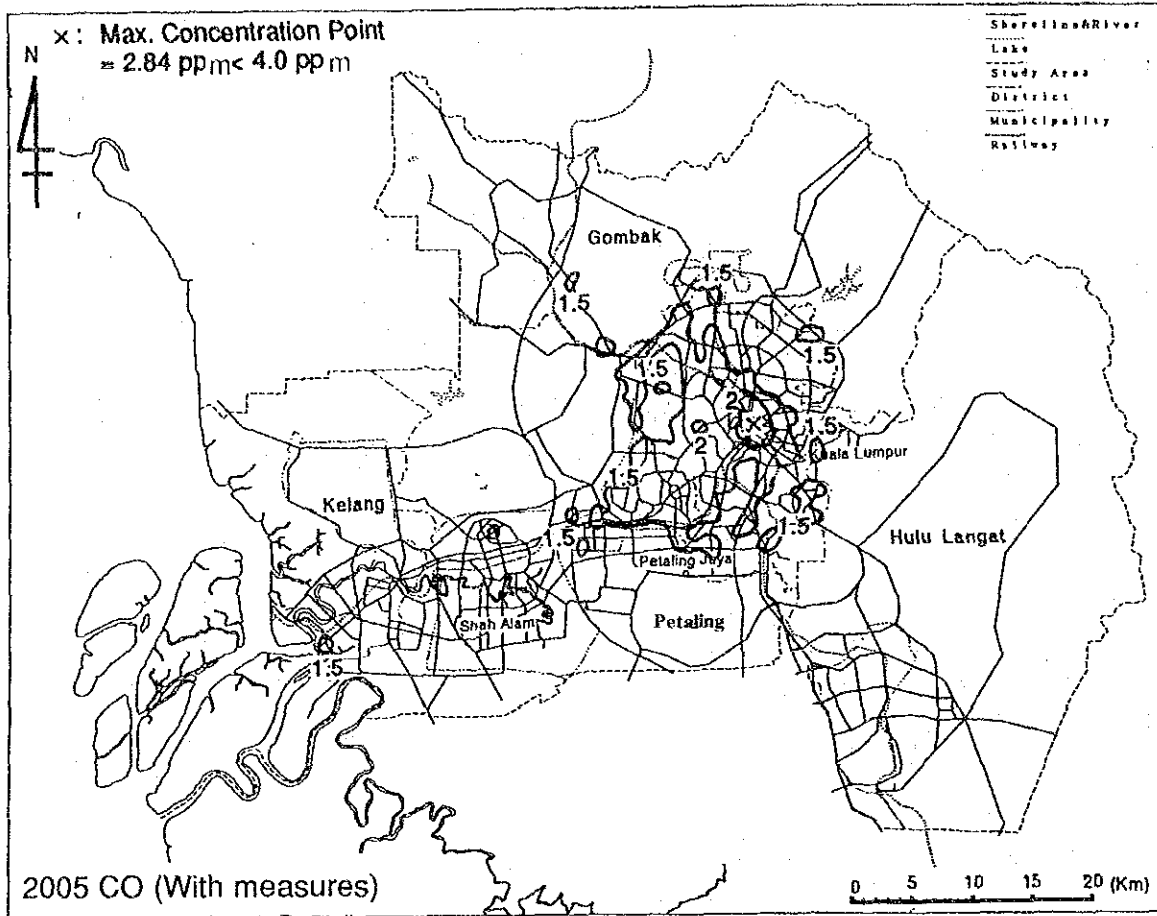 ×: Max. Concentration Point
= 2.84 ppm < 4.0 ppm
N
Shoreline&River
Lake
Study Area
District
Municipality
Railway
Gombak
1.5
1.5
1.5
1.5
2
1.5
2
Kuala Lumpur
1.5
Kelang
1.5
1.5
Hulu Langat
Petaling Jaya
Shah Alam
Petaling
1.5
2005 CO (With measures)
0 5 10 15 20 (Km)